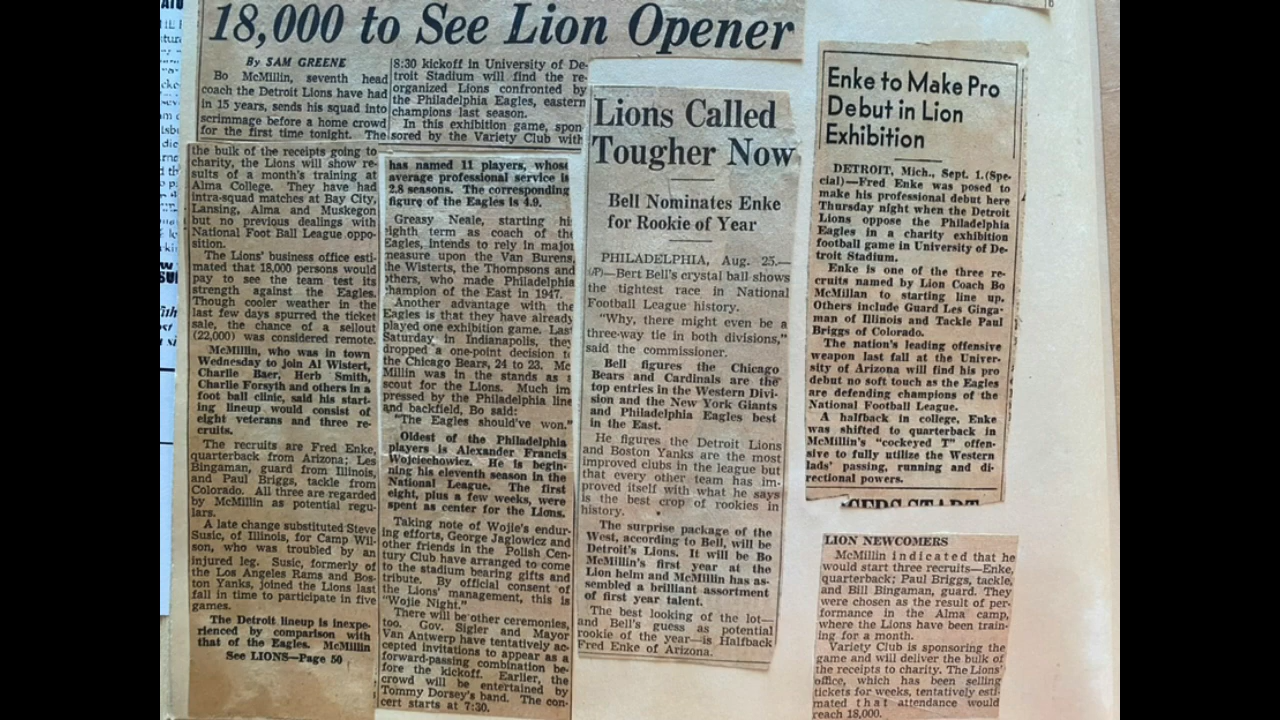 18,000 to See Lion Opener
By SAM GREENE
Bo McMillin, seventh head
coach the Detroit Lions have had
in 15 years, sends his squad into
scrimmage before a home crowd
for the first time tonight. The
8:30 kickoff in University of De-
troit Stadium will find the re-
organized Lions confronted by
the Philadelphia Eagles, eastern
champions last season.
In this exhibition game, spon
sored by the Variety Club with
the bulk of the receipts going to
charity, the Lions will show re-
sults of a month's training at
Alma College. They have had
intra-squad matches at Bay City,
Lansing, Alma and Muskegon
but no previous dealings with
National Foot Ball League oppo-
sition.
The Lions' business office esti-
mated that 18,000 persons would
pay to see the team test its
strength against the Eagles.
Though cooler weather in the
last few days spurred the ticket
sale, the chance of a sellout
(22,000) was considered remote.
McMillin, who was in town
Wednesday to join Al Wistert,
Charlie Baer, Herb Smith,
Charlie Forsyth and others in a
foot ball clinic, said his start-
ing lineup would consist of
eight veterans and three re-
cruits.
The recruits are Fred Enke,
quarterback from Arizona; Les
Bingaman, guard from Illinois,
and Paul Briggs, tackle from
Colorado. All three are regarded
by McMillin as potential regu-
lars.
A late change substituted Steve
Susic, of Illinois, for Camp Wil-
son, who was troubled by an
injured leg. Susic, formerly of
the Los Angeles Rams and Bos-
ton Yanks, joined the Lions last
fall in time to participate in five
games.
The Detroit lineup is inexpe-
rienced by comparison with
that of the Eagles. McMillin
See LIONS—Page 50
has named 11 players, whose
average professional service is
2.8 seasons. The corresponding
figure of the Eagles is 4.9.
Greasy Neale, starting his
eighth term as coach of the
Eagles, intends to rely in major
measure upon the Van Burens,
the Wisterts, the Thompsons and
others, who made Philadelphia
champion of the East in 1947.
Another advantage with the
Eagles is that they have already
played one exhibition game. Last
Saturday in Indianapolis, they
dropped a one-point decision to
the Chicago Bears, 24 to 23. Mc
Millin was in the stands as a
scout for the Lions. Much im
pressed by the Philadelphia line
and backfield, Bo said:
"The Eagles should've won."
Oldest of the Philadelphia
players is Alexander Francis
Wojciechowicz. He is begin-
ning his eleventh season in the
National League. The first
eight, plus a few weeks, were
spent as center for the Lions.
Taking note of Wojie's endur-
ing efforts, George Jaglowicz and
other friends in the Polish Cen-
tury Club have arranged to come
to the stadium bearing gifts and
tribute. By official consent of
the Lions' management, this is
"Wojie Night."
There will be other ceremonies,
too. Gov. Sigler and Mayor
Van Antwerp have tentatively ac-
cepted invitations to appear as a
forward-passing combination be-
fore the kickoff. Earlier, the
crowd will be entertained by
Tommy Dorsey's band. The con-
cert starts at 7:30.
Lions Called
Tougher Now
Bell Nominates Enke
for Rookie of Year
PHILADELPHIA, Aug. 25.—
(AP)—Bert Bell's crystal ball shows
the tightest race in National
Football League history.
"Why, there might even be a
three-way tie in both divisions,"
said the commissioner.
Bell figures the Chicago
Bears and Cardinals are the
top entries in the Western Divi-
sion and the New York Giants
and Philadelphia Eagles best
in the East.
He figures the Detroit Lions
and Boston Yanks are the most
improved clubs in the league but
that every other team has im-
proved itself with what he says
is the best crop of rookies in
history.
The surprise package of the
West, according to Bell, will be
Detroit's Lions. It will be Bo
McMillin's first year at the
Lion helm and McMillin has as-
sembled a brilliant assortment
of first year talent.
The best looking of the lot—
and Bell's guess as potential
rookie of the year—is Halfback
Fred Enke of Arizona.
Enke to Make Pro
Debut in Lion
Exhibition
DETROIT, Mich., Sept. 1.(Spe-
cial)—Fred Enke was posed to
make his professional debut here
Thursday night when the Detroit
Lions oppose the Philadelphia
Eagles in a charity exhibition
football game in University of De-
troit Stadium.
Enke is one of the three re-
cruits named by Lion Coach Bo
McMillan to starting line up.
Others include Guard Les Ginga-
man of Illinois and Tackle Paul
Briggs of Colorado.
The nation's leading offensive
weapon last fall at the Univer-
sity of Arizona will find his pro
debut no soft touch as the Eagles
are defending champions of the
National Football League.
A halfback in college, Enke
was shifted to quarterback in
McMillin's "cockeyed T" offen-
sive to fully utilize the Western
lads' passing, running and di-
rectional powers.
LION NEWCOMERS
McMillin indicated that he
would start three recruits—Enke,
quarterback; Paul Briggs, tackle,
and Bill Bingaman, guard. They
were chosen as the result of per-
formance in the Alma camp,
where the Lions have been train-
ing for a month.
Variety Club is sponsoring the
game and will deliver the bulk of
the receipts to charity. The Lions'
office, which has been selling
tickets for weeks, tentatively esti-
mated that attendance would
reach 18,000.